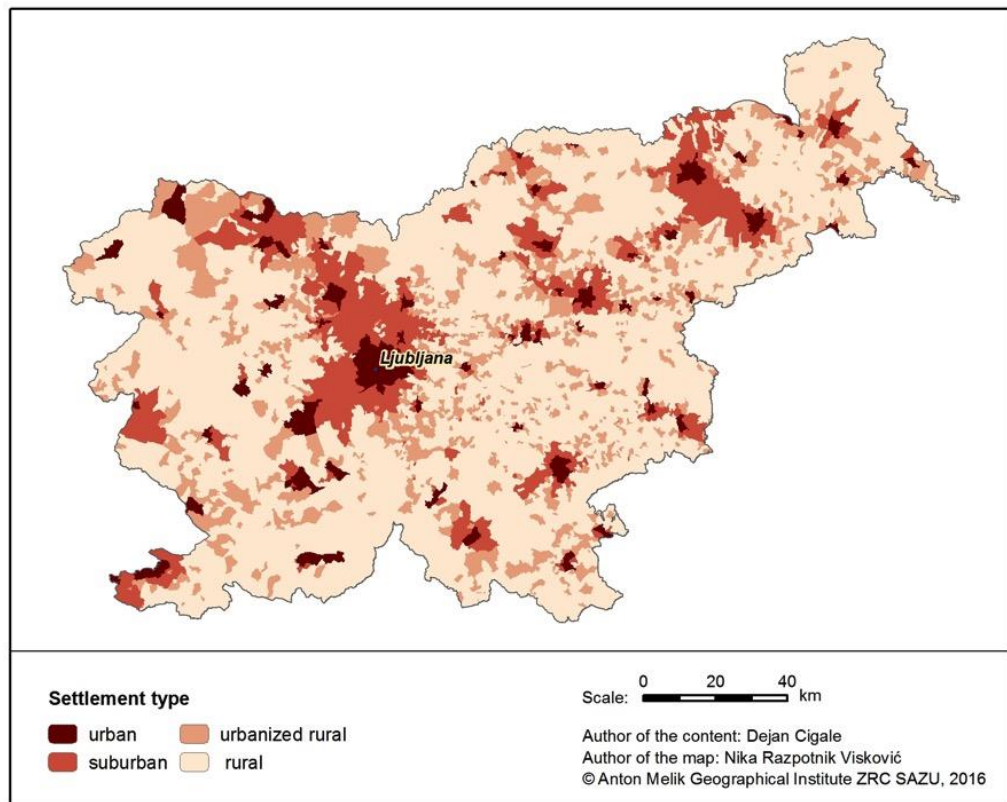 Ljubljana
Settlement type
urban
urbanized rural
suburban
rural
0 20 40
Scale: km
Author of the content: Dejan Cigale
Author of the map: Nika Razpotnik Visković
© Anton Melik Geographical Institute ZRC SAZU, 2016